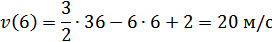 v(6) = 3/2 · 36 − 6 · 6 + 2 = 20 м/с